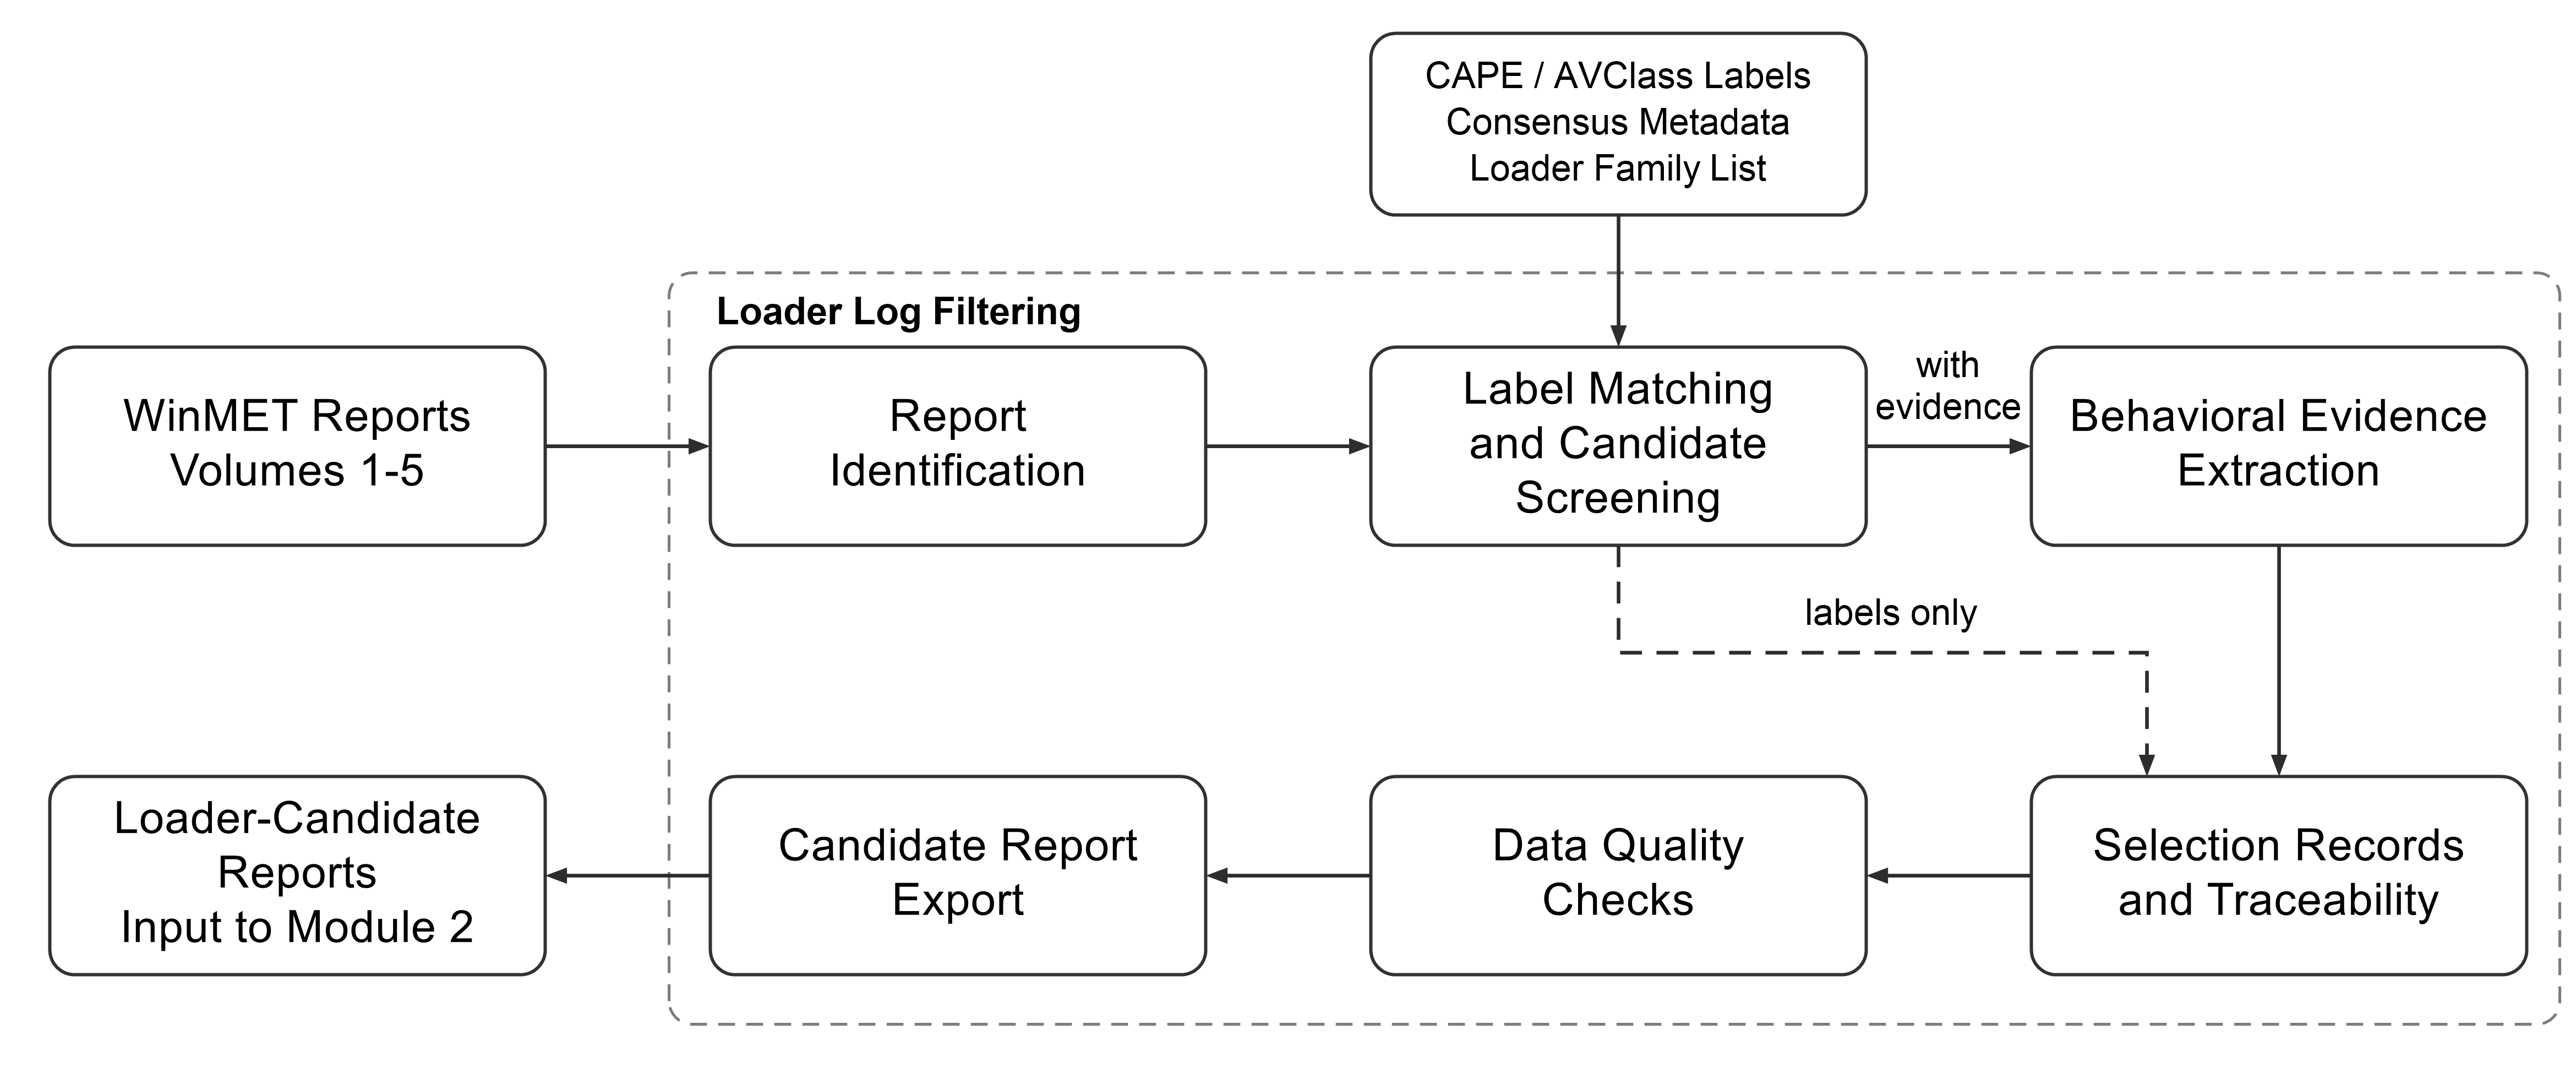 CAPE / AVClass Labels
Consensus Metadata
Loader Family List
Loader Log Filtering
WinMET Reports
Volumes 1-5
Report
Identification
Label Matching
and Candidate
Screening
with
evidence
Behavioral Evidence
Extraction
labels only
Loader-Candidate
Reports
Input to Module 2
Candidate Report
Export
Data Quality
Checks
Selection Records
and Traceability